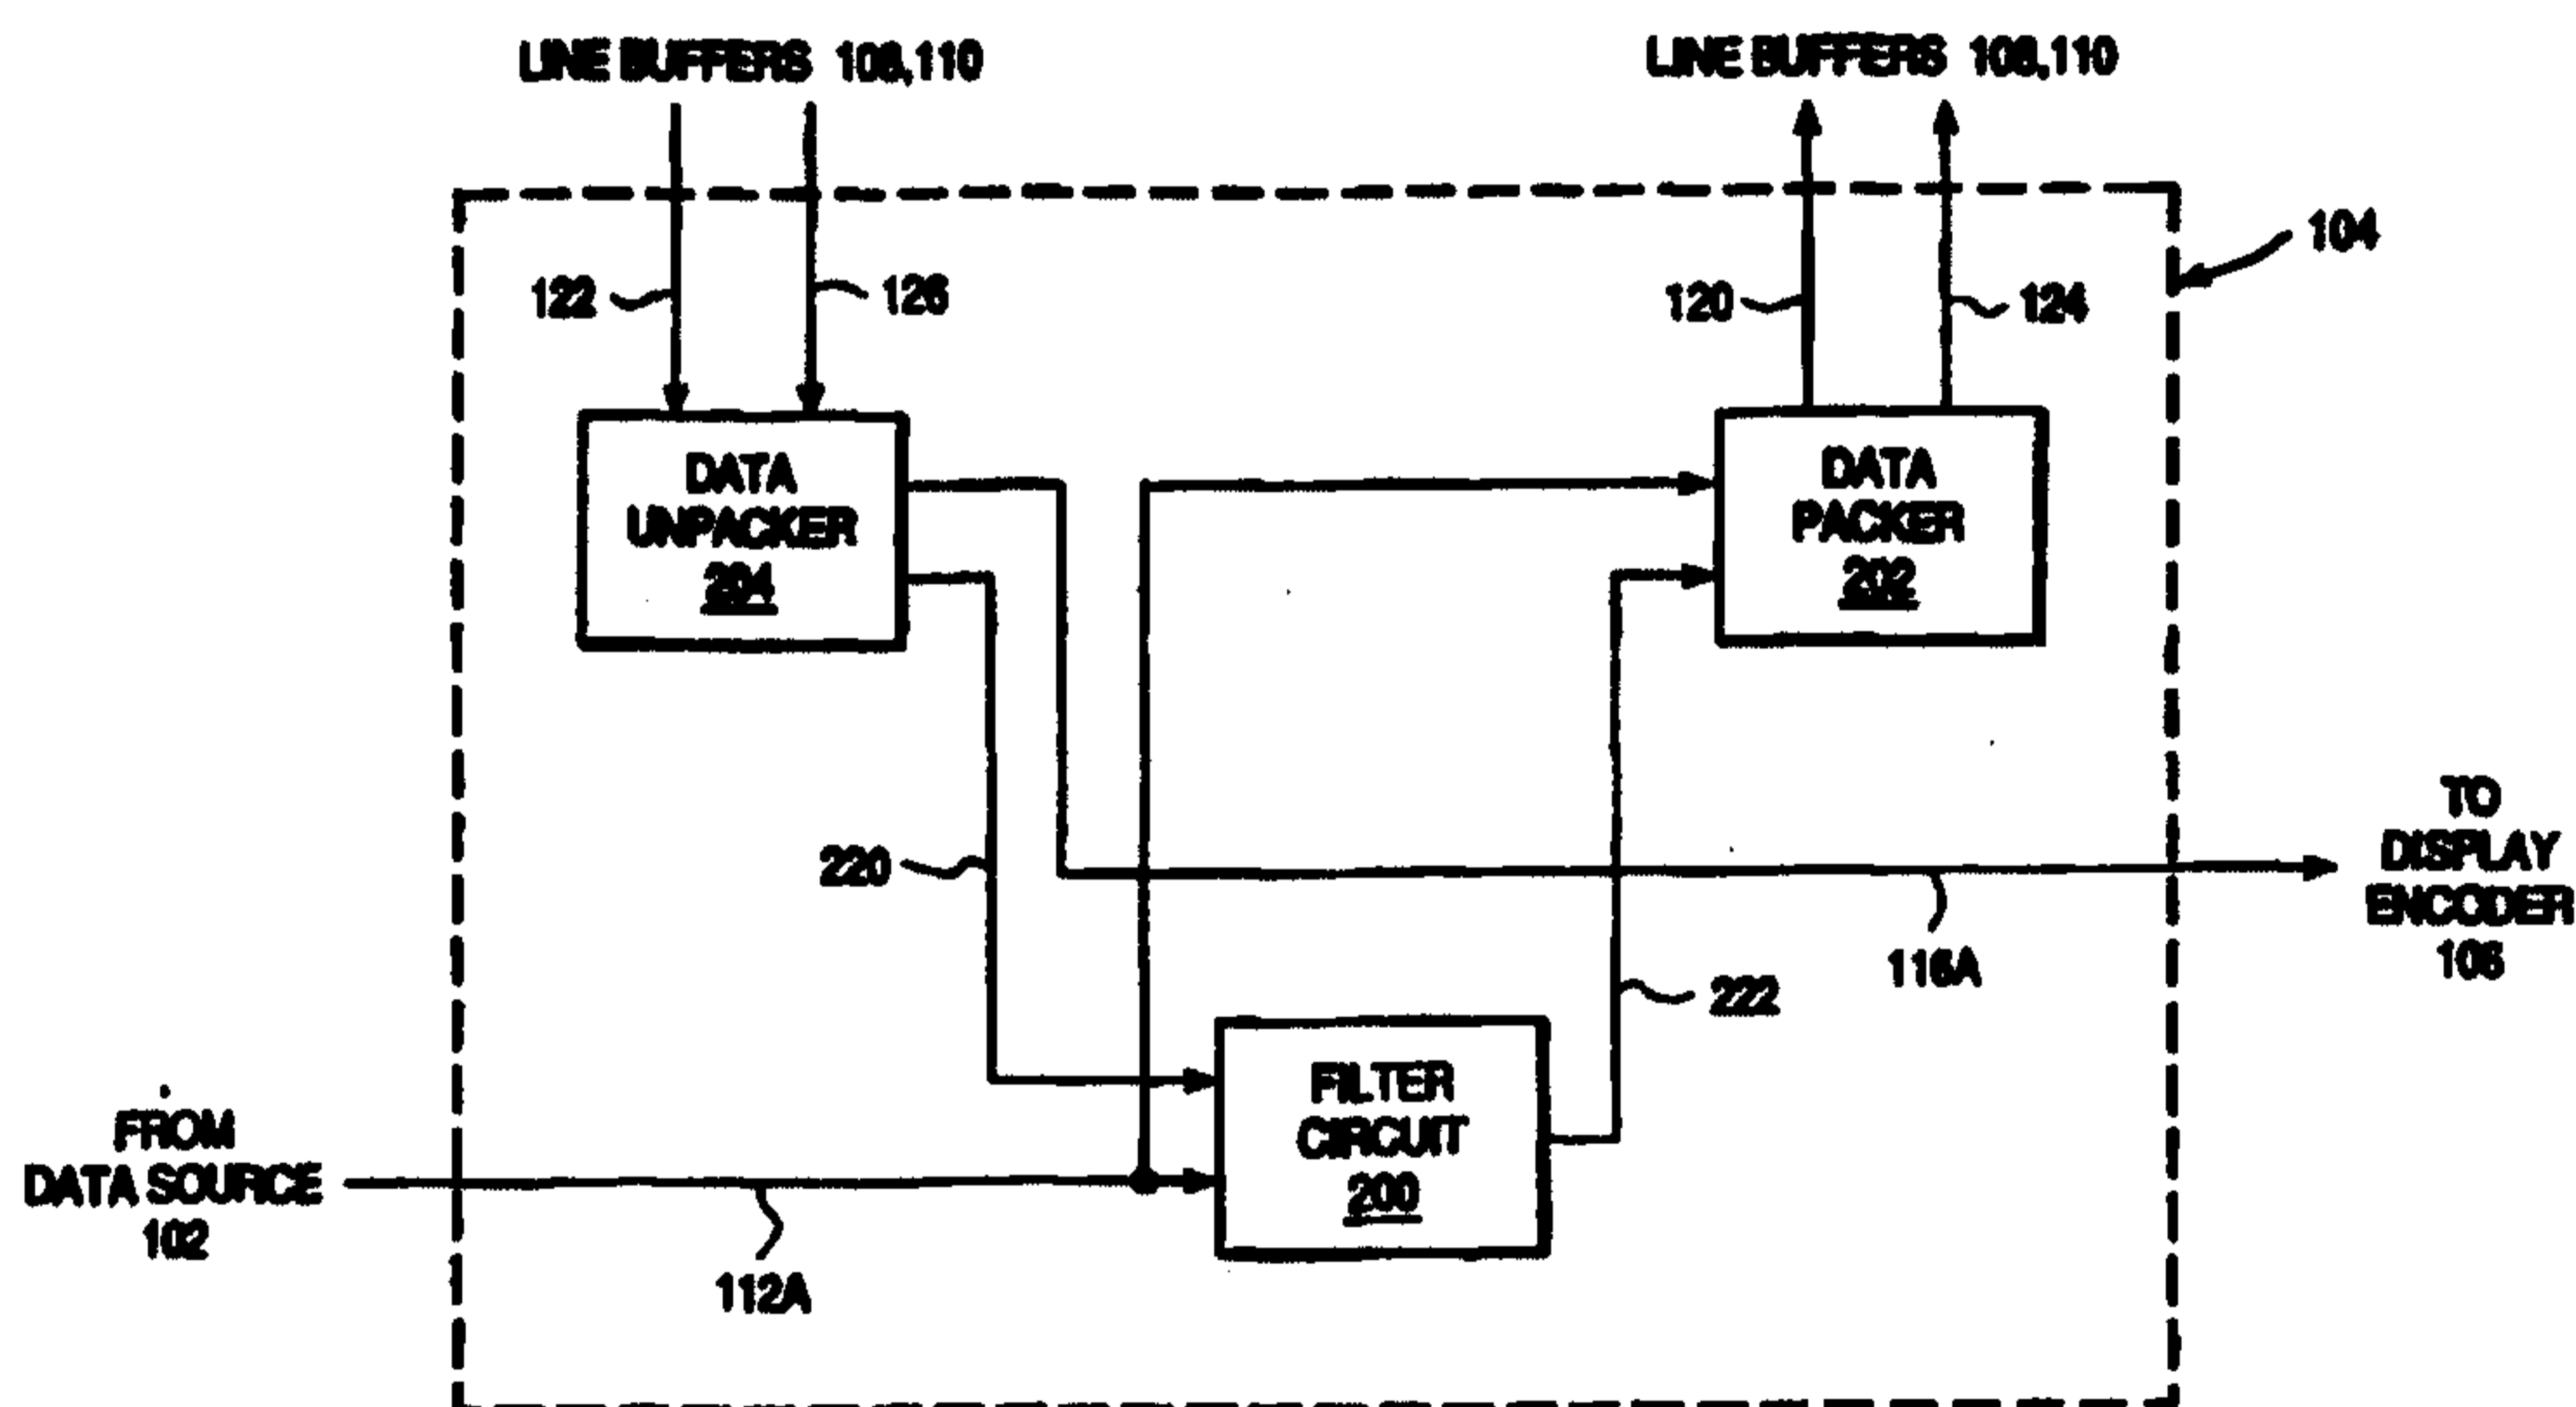 LINE BUFFERS 108,110
LINE BUFFERS 108,110
104
122
126
120
124
DATA
UNPACKER
204
DATA
PACKER
202
TO
DISPLAY
ENCODER
106
220
116A
222
FILTER
CIRCUIT
200
FROM
DATA SOURCE
102
112A